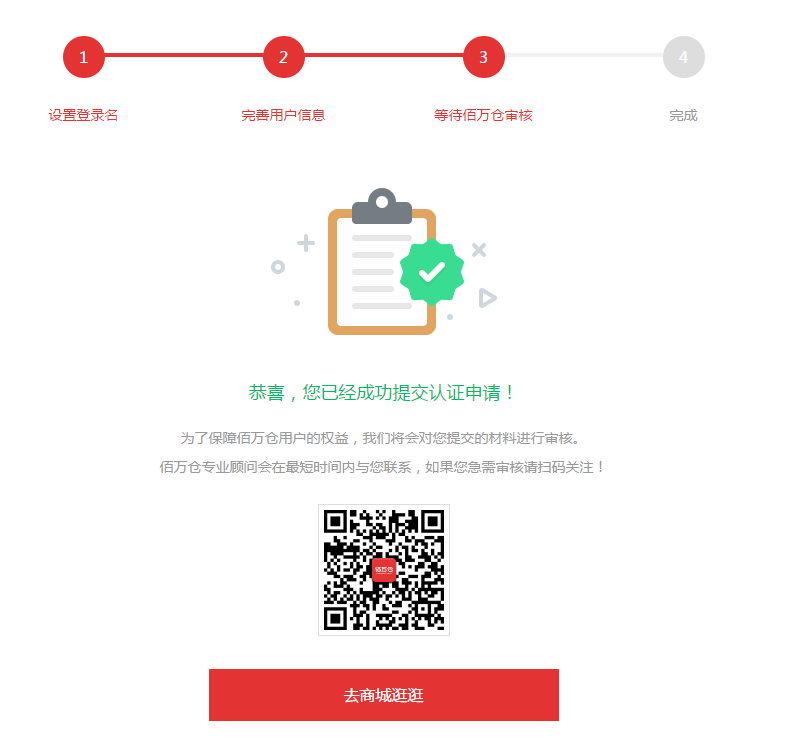 1 2 3 4
设置登录名 完善用户信息 等待佰万仓审核 完成
恭喜，您已经成功提交认证申请！
为了保障佰万仓用户的权益，我们将会对您提交的材料进行审核。
佰万仓专业顾问会在最短时间内与您联系，如果您急需审核请扫码关注！
佰万仓
去商城逛逛